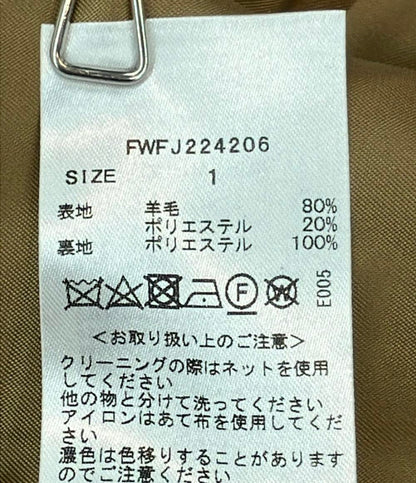 FWFJ224206
SIZE 1
表地 羊毛 80%
ポリエステル 20%
裏地 ポリエステル 100%
F W E005
<お取り扱い上のご注意>
クリーニングの際はネットを使用
してください
他の物と分けて洗ってください
アイロンはあて布を使用してくだ
さい
濃色は色移りすることがあります
のでご注意ください